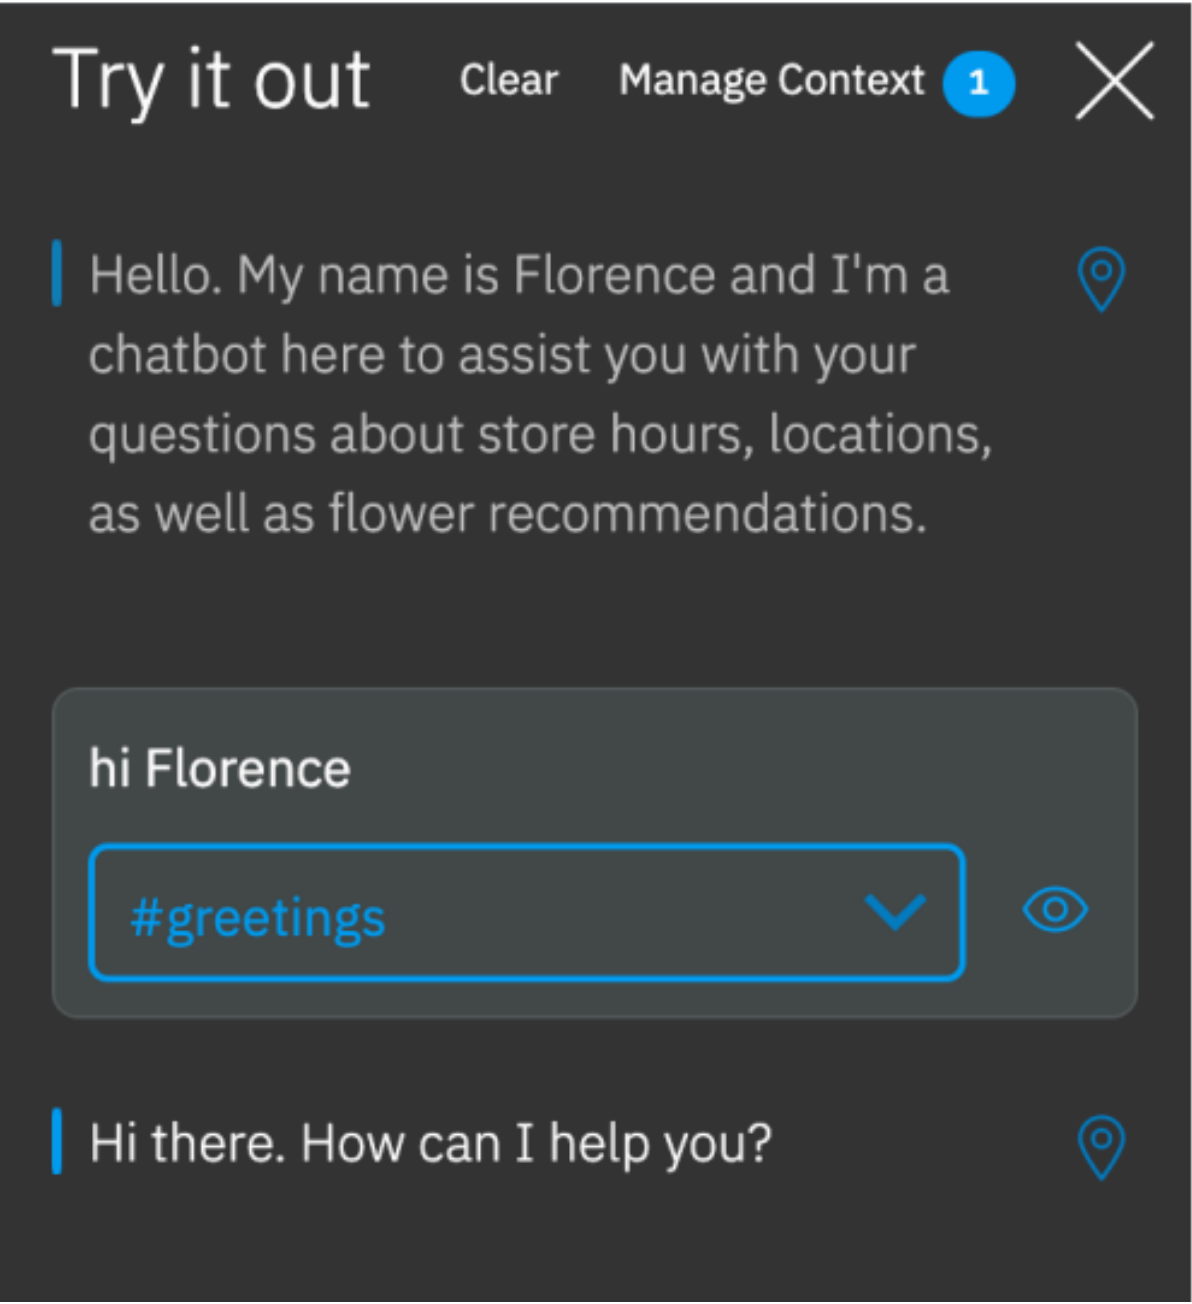 Try it out Clear Manage Context 1
Hello. My name is Florence and I'm a
chatbot here to assist you with your
questions about store hours, locations,
as well as flower recommendations.
hi Florence
#greetings
Hi there. How can I help you?